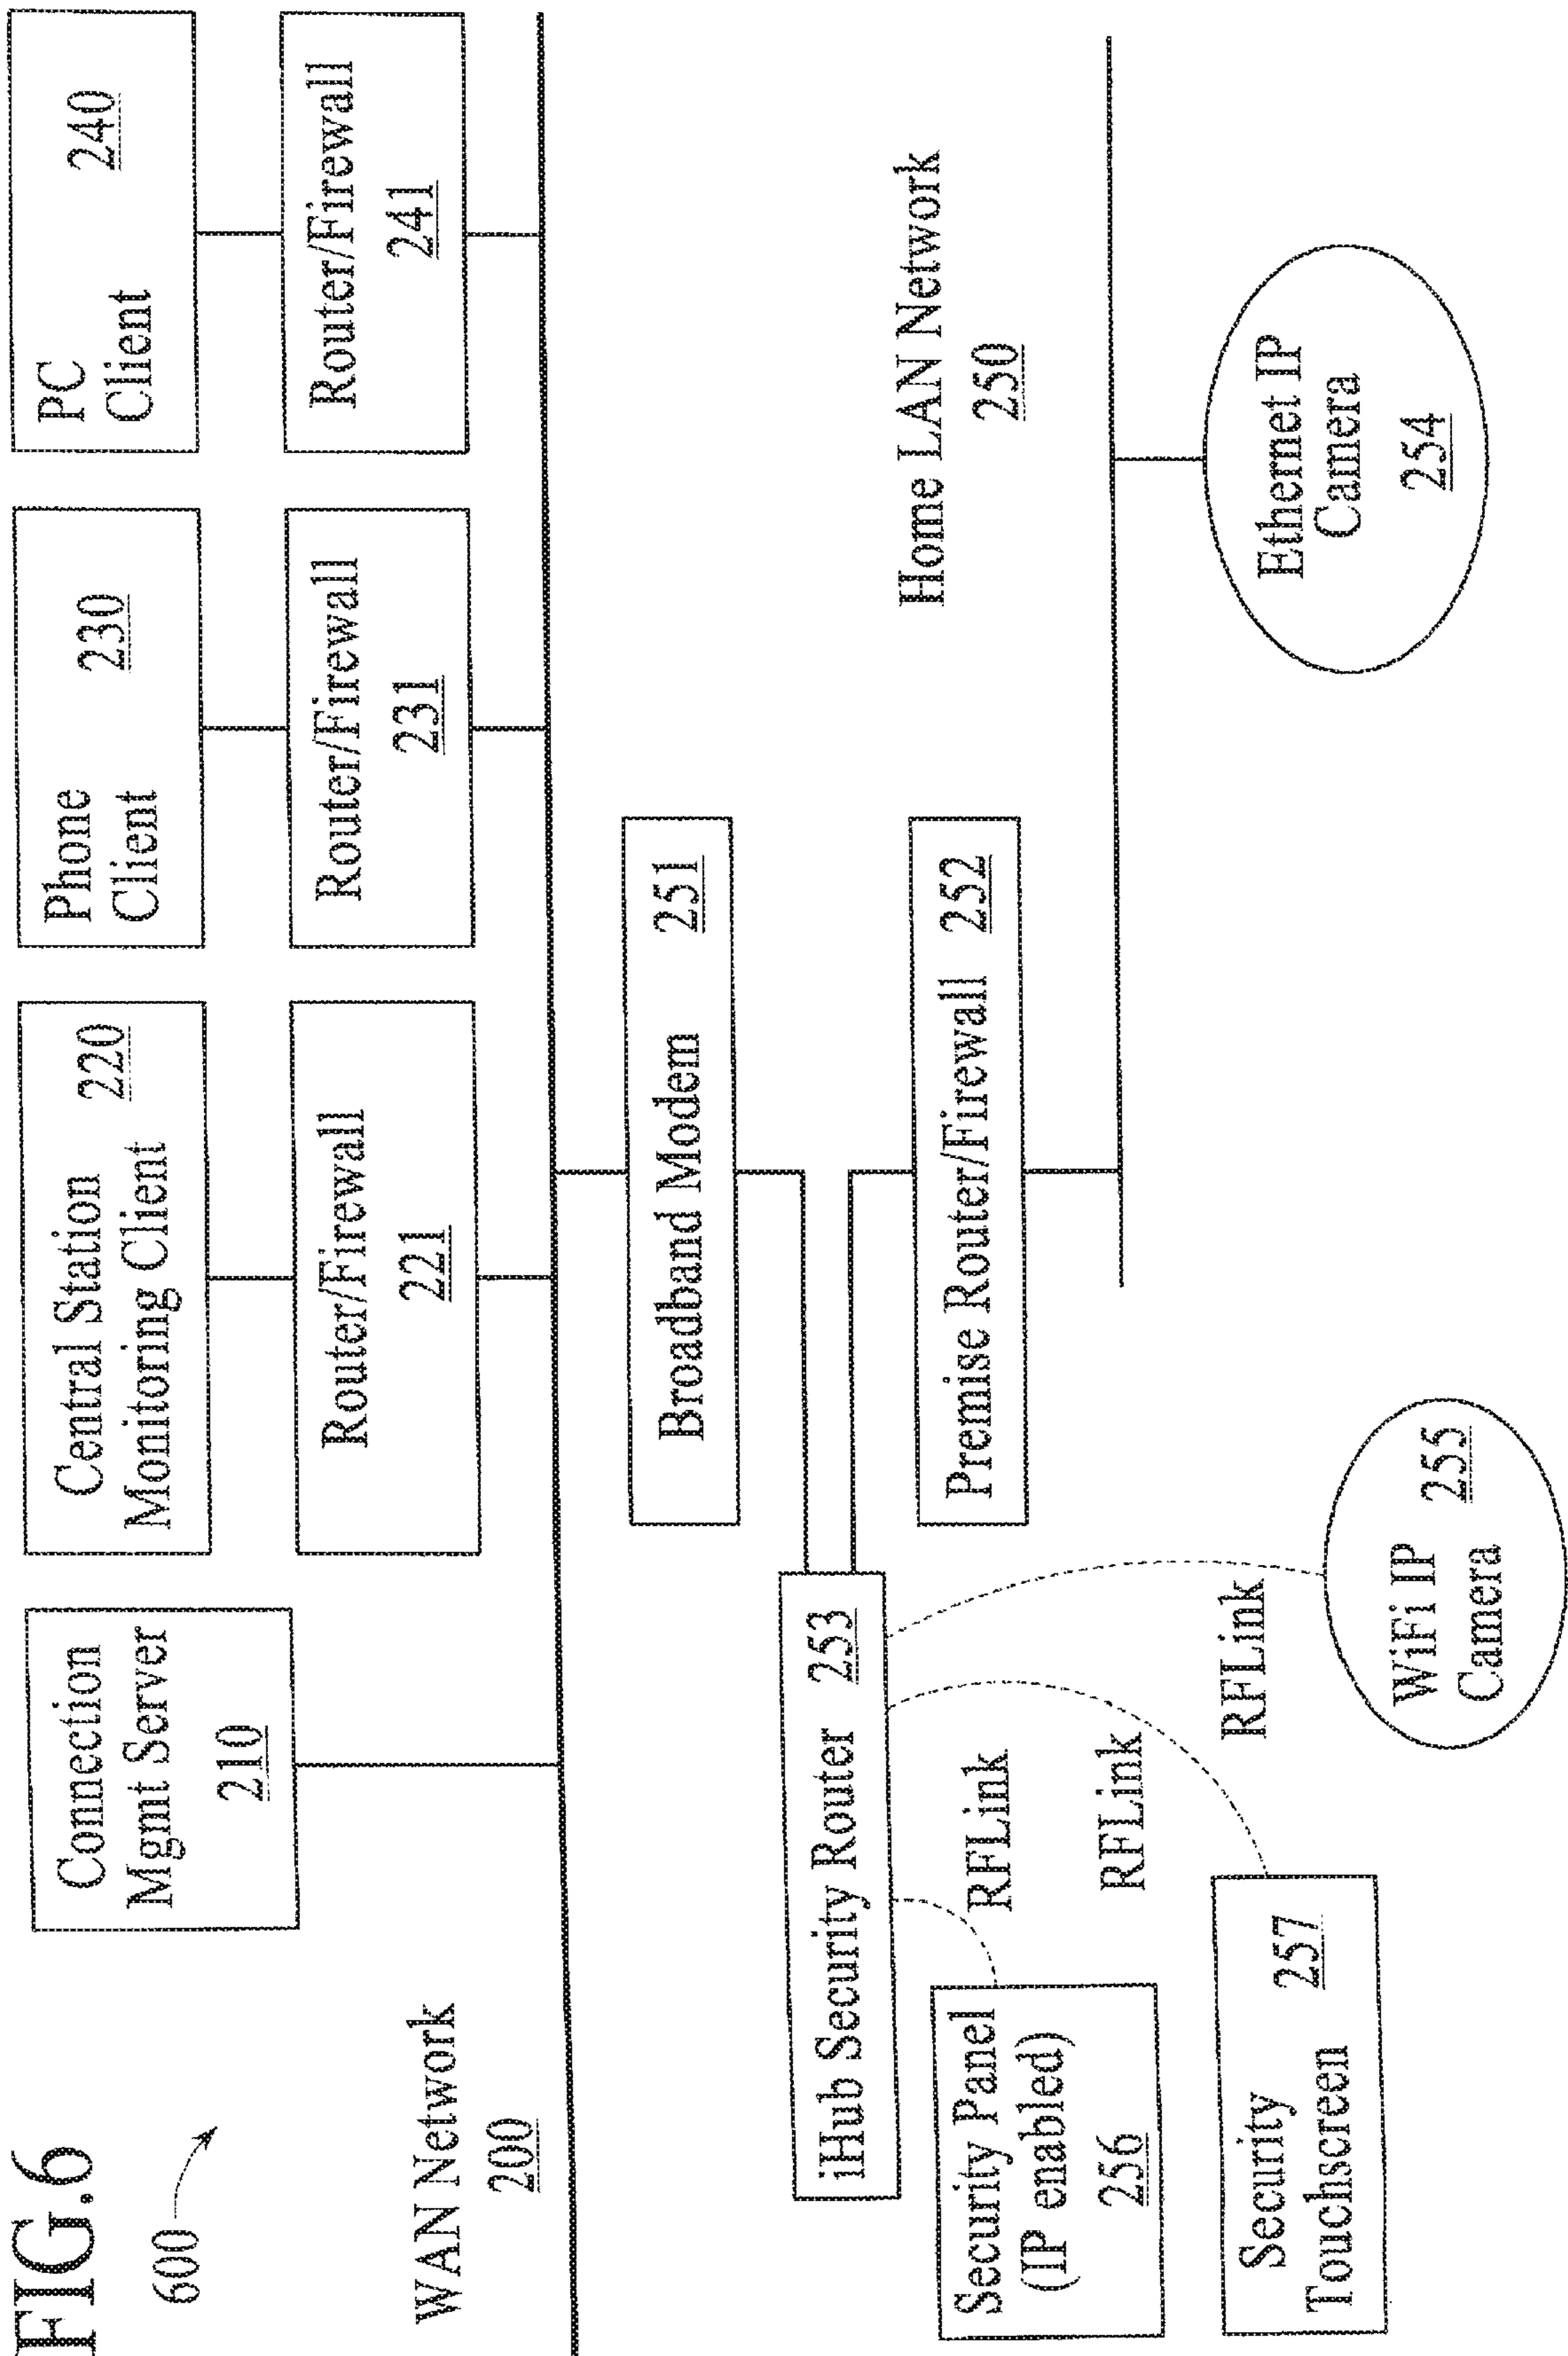 FIG.6
600
WAN Network
200
Connection
Mgmt Server
210
Central Station
Monitoring Client 220
Router/Firewall
221
Phone
Client 230
Router/Firewall
231
PC
Client 240
Router/Firewall
241
Broadband Modem 251
iHub Security Router 253
Premise Router/Firewall 252
Home LAN Network
250
Security Panel
(IP enabled)
256
RFLink
RFLink
RFLink
Security
Touchscreen 257
WiFi IP
Camera 255
Ethernet IP
Camera
254